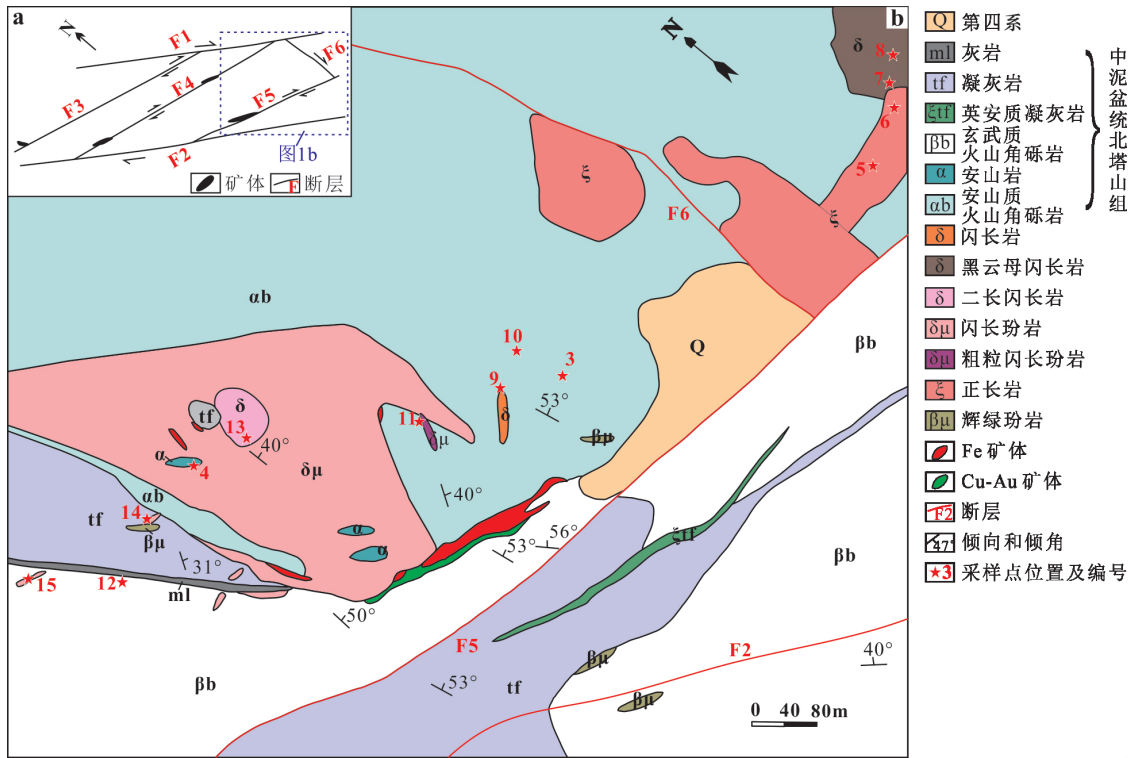 a
N
F1
F6
F4
F3
F5
F2
图1b
矿体
F 断层
b
N
δ
8
7
6
5
ξ
ξ
F6
αb
Q
βb
10
3
9
53°
11
δμ
δ
βμ
tf
δ
13
40°
α
4
δμ
αb
40°
14
tf
βμ
α
α
ξtf
βb
31°
53°
56°
15
12
ml
50°
F5
F2
40°
βb
53°
tf
βμ
βμ
0 40 80m
Q 第四系
ml 灰岩
tf 凝灰岩
ξtf 英安质凝灰岩
βb 玄武质
火山角砾岩
α 安山岩
αb 安山质
火山角砾岩
中泥盆统北塔山组
δ 闪长岩
δ 黑云母闪长岩
δ 二长闪长岩
δμ 闪长玢岩
δμ 粗粒闪长玢岩
ξ 正长岩
βμ 辉绿玢岩
Fe 矿体
Cu-Au 矿体
F2 断层
47° 倾向和倾角
3 采样点位置及编号